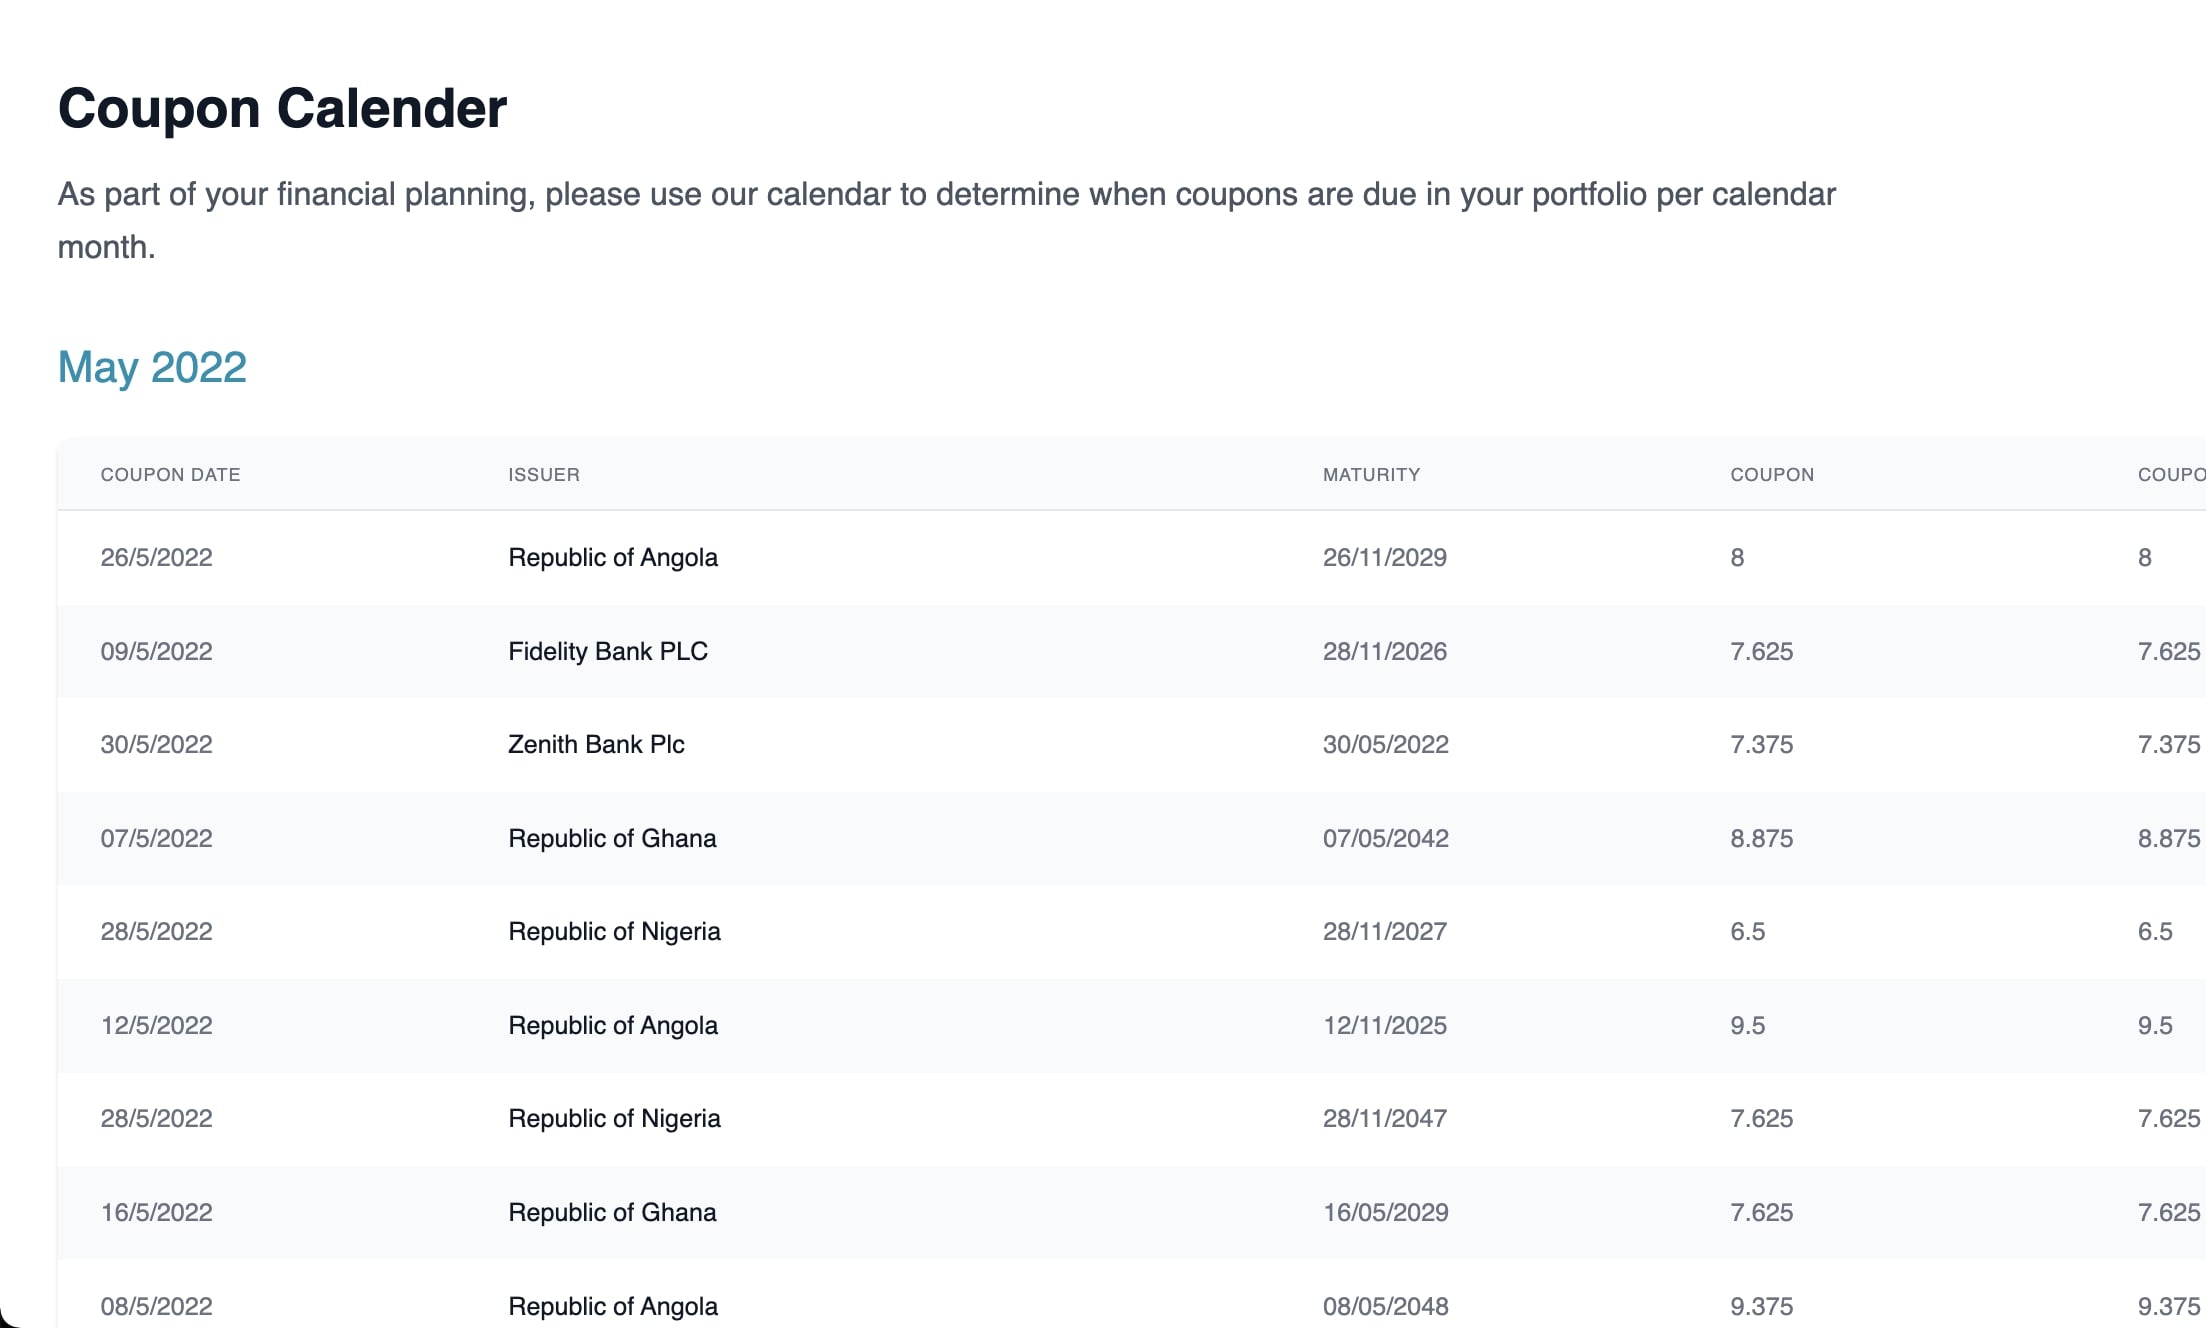 Coupon Calender
As part of your financial planning, please use our calendar to determine when coupons are due in your portfolio per calendar
month.
May 2022
COUPON DATE ISSUER MATURITY COUPON COUPO
26/5/2022 Republic of Angola 26/11/2029 8 8
09/5/2022 Fidelity Bank PLC 28/11/2026 7.625 7.625
30/5/2022 Zenith Bank Plc 30/05/2022 7.375 7.375
07/5/2022 Republic of Ghana 07/05/2042 8.875 8.875
28/5/2022 Republic of Nigeria 28/11/2027 6.5 6.5
12/5/2022 Republic of Angola 12/11/2025 9.5 9.5
28/5/2022 Republic of Nigeria 28/11/2047 7.625 7.625
16/5/2022 Republic of Ghana 16/05/2029 7.625 7.625
08/5/2022 Republic of Angola 08/05/2048 9.375 9.375